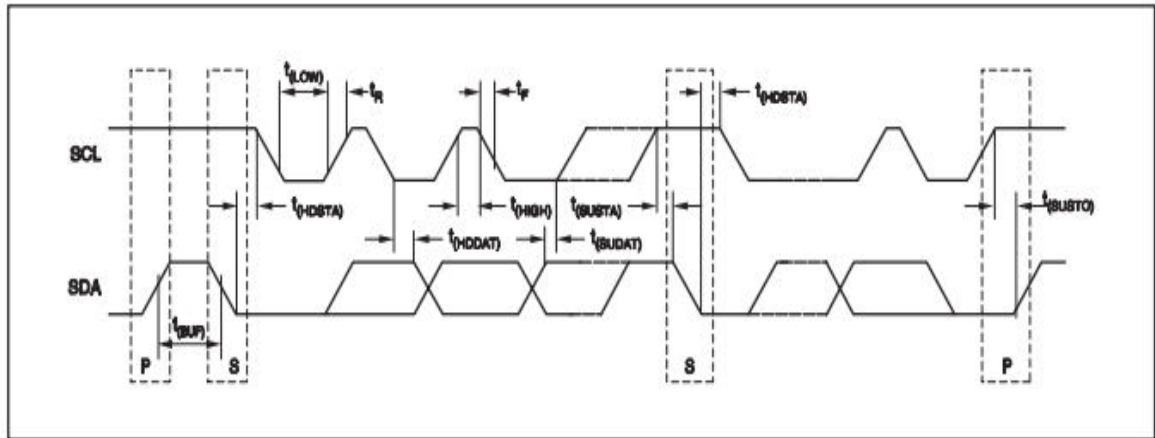 t(LOW)
tR
tF
t(HDSTA)
SCL
t(HDSTA)
t(HIGH)
t(SUSTA)
t(SUSTO)
t(HDDAT)
t(SUDAT)
SDA
t(BUF)
P
S
S
P